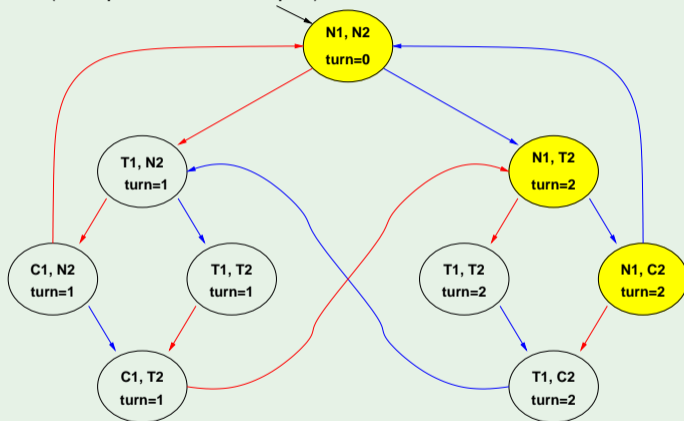 N1, N2
turn=0
T1, N2
turn=1
N1, T2
turn=2
C1, N2
turn=1
T1, T2
turn=1
T1, T2
turn=2
N1, C2
turn=2
C1, T2
turn=1
T1, C2
turn=2